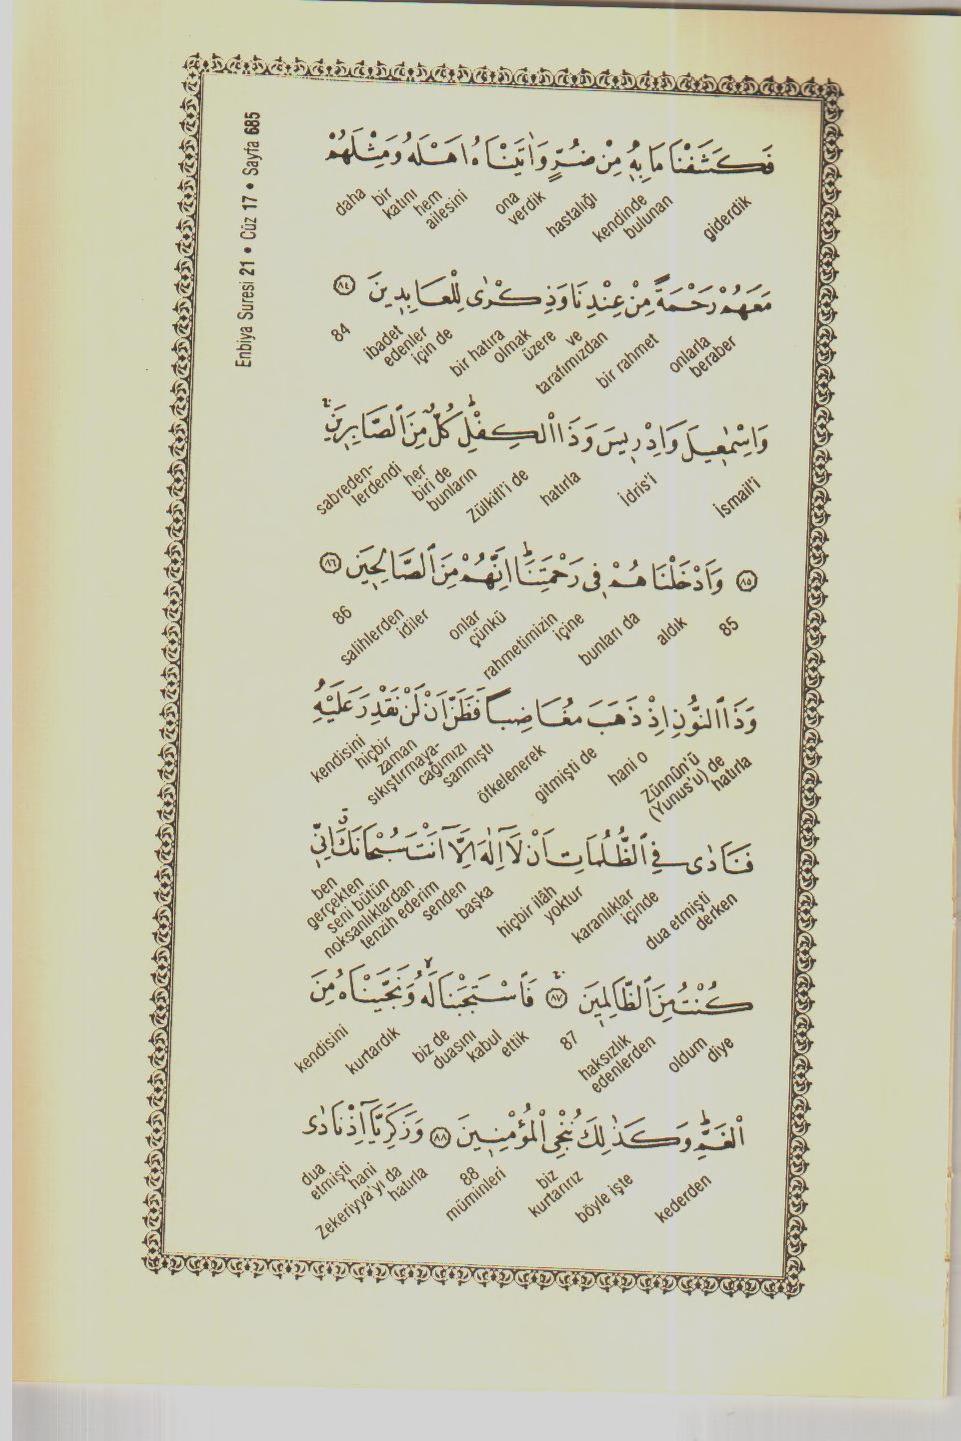 Enbiya Suresi 21 • Cüz 17 • Sayfa 685
فَكَشَفْنَا مَا بِهٖ مِنْ ضُرٍّ وَاٰتَيْنَاهُ اَهْلَهُ وَمِثْلَهُمْ
giderdik kendinde bulunan hastalığı ona verdik hem ailesini bir katını daha
مَعَهُمْ رَحْمَةً مِنْ عِنْدِنَا وَذِكْرٰى لِلْعَابِدٖينَ ﴿٨٤﴾
onlarla beraber bir rahmet tarafımızdan ve bir hatıra olmak üzere ibadet edenler için de 84
وَاِسْمٰعٖيلَ وَاِدْرٖيسَ وَذَا الْكِفْلِؕ كُلٌّ مِنَ الصَّابِرٖينَۚ
İsmail'i İdris'i hatırla Zülkifl'i de bunların her biri de sabreden-lerdendi
﴿٨٥﴾ وَاَدْخَلْنَاهُمْ فٖى رَحْمَتِنَاؕ اِنَّهُمْ مِنَ الصَّالِحٖينَ ﴿٨٦﴾
85 aldık bunları da rahmetimizin içine çünkü onlar salihlerden idiler 86
وَذَا النُّونِ اِذْ ذَهَبَ مُغَاضِباً فَظَنَّ اَنْ لَنْ نَقْدِرَ عَلَيْهِ
Zünnûn'ü (Yunus'u) de hatırla hani o gitmişti de öfkelenerek sanmıştı sıkıştırmaya-cağımızı hiçbir zaman kendisini
فَنَادٰى فِى الظُّلُمَاتِ اَنْ لَٓا اِلٰهَ اِلَّٓا اَنْتَ سُبْحَانَكَۗ اِنّٖى
dua etmişti derken karanlıklar içinde hiçbir ilâh yoktur başka senden seni bütün noksanlıklardan tenzih ederim ben gerçekten
كُنْتُ مِنَ الظَّالِمٖينَۚ ﴿٨٧﴾ فَاسْتَجَبْنَا لَهُۙ وَنَجَّيْنَاهُ مِنَ
oldum diye haksızlık edenlerden 87 kabul ettik biz de duasını kurtardık kendisini
الْغَمِّؕ وَكَذٰلِكَ نُنْجِى الْمُؤْمِنٖينَ ﴿٨٨﴾ وَزَكَرِيَّٓا اِذْ نَادٰى
kederden böyle işte biz kurtarırız müminleri 88 Zekeriyya'yı da hatırla hani dua etmişti